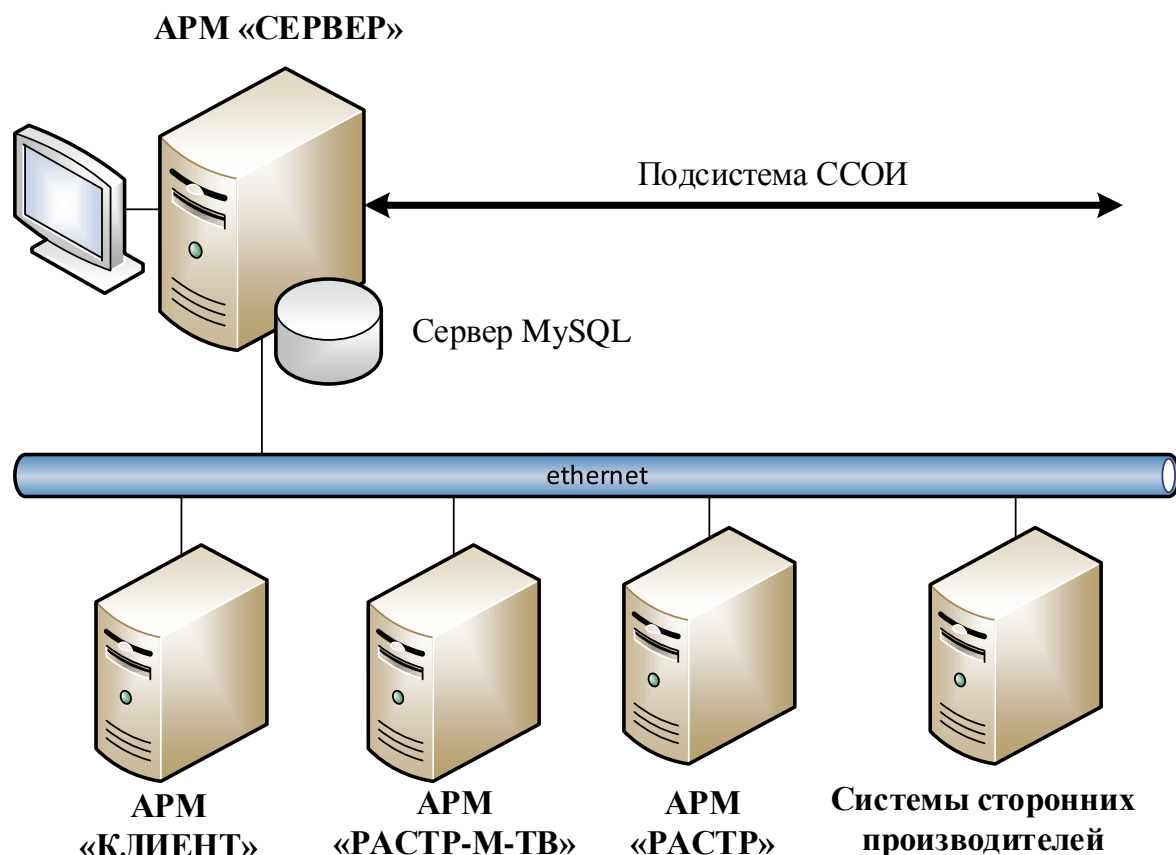 АРМ «СЕРВЕР»
Подсистема ССОИ
Сервер MySQL
ethernet
АРМ
«КЛИЕНТ»
АРМ
«РАСТР-М-ТВ»
АРМ
«РАСТР»
Системы сторонних
производителей